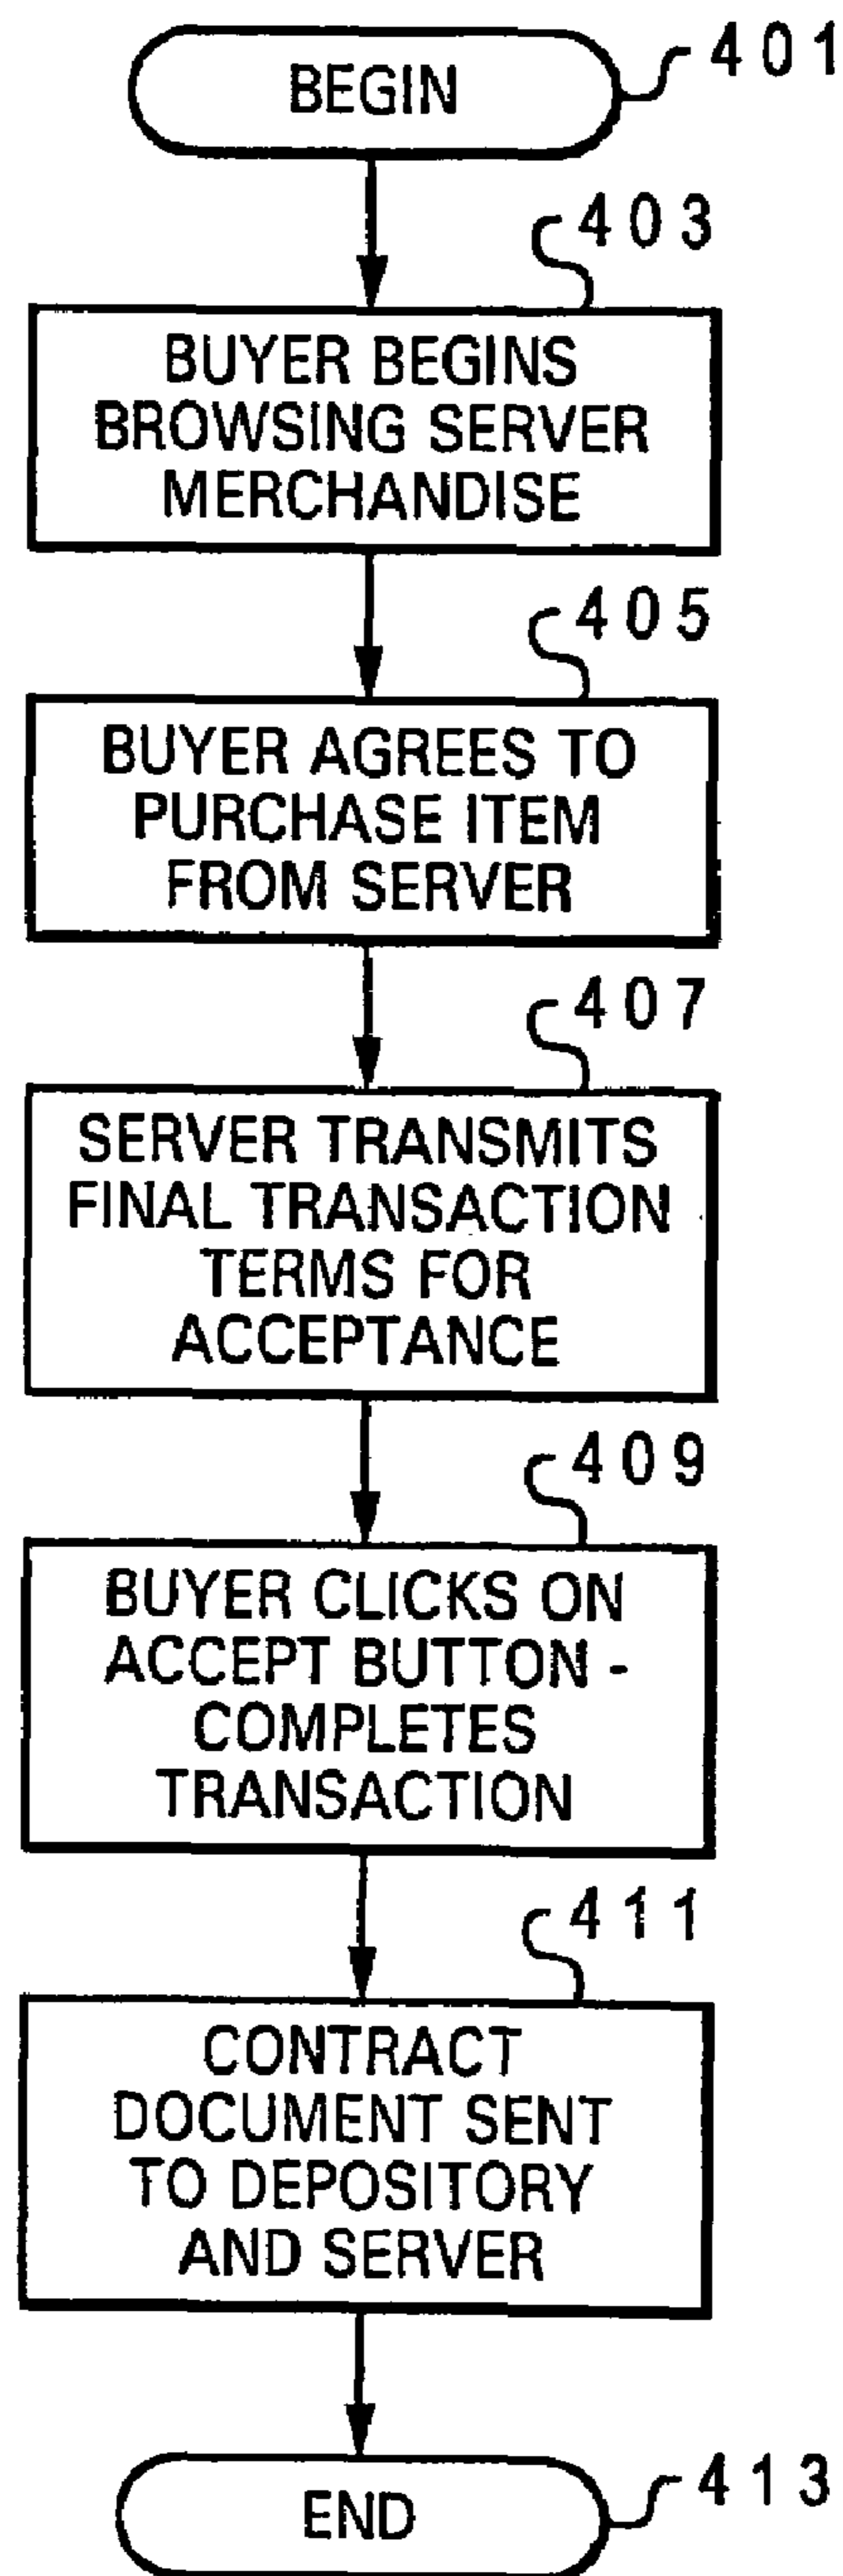 BEGIN
401
403
BUYER BEGINS
BROWSING SERVER
MERCHANDISE
405
BUYER AGREES TO
PURCHASE ITEM
FROM SERVER
407
SERVER TRANSMITS
FINAL TRANSACTION
TERMS FOR
ACCEPTANCE
409
BUYER CLICKS ON
ACCEPT BUTTON -
COMPLETES
TRANSACTION
411
CONTRACT
DOCUMENT SENT
TO DEPOSITORY
AND SERVER
END
413